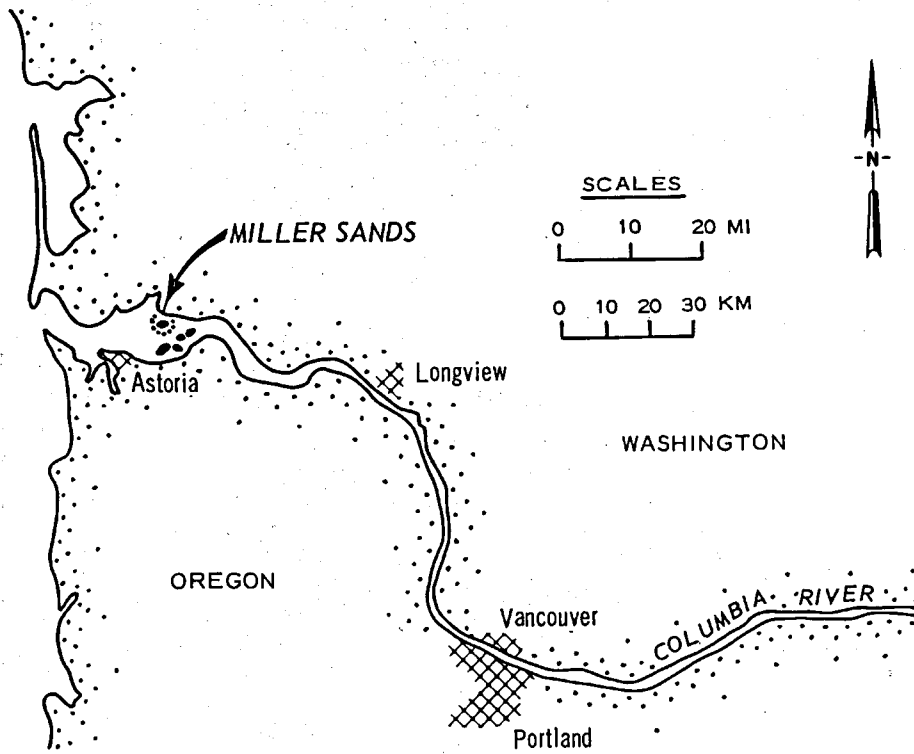 -N-
SCALES
0 10 20 MI
0 10 20 30 KM
MILLER SANDS
Astoria
Longview
WASHINGTON
OREGON
Vancouver
COLUMBIA RIVER
Portland